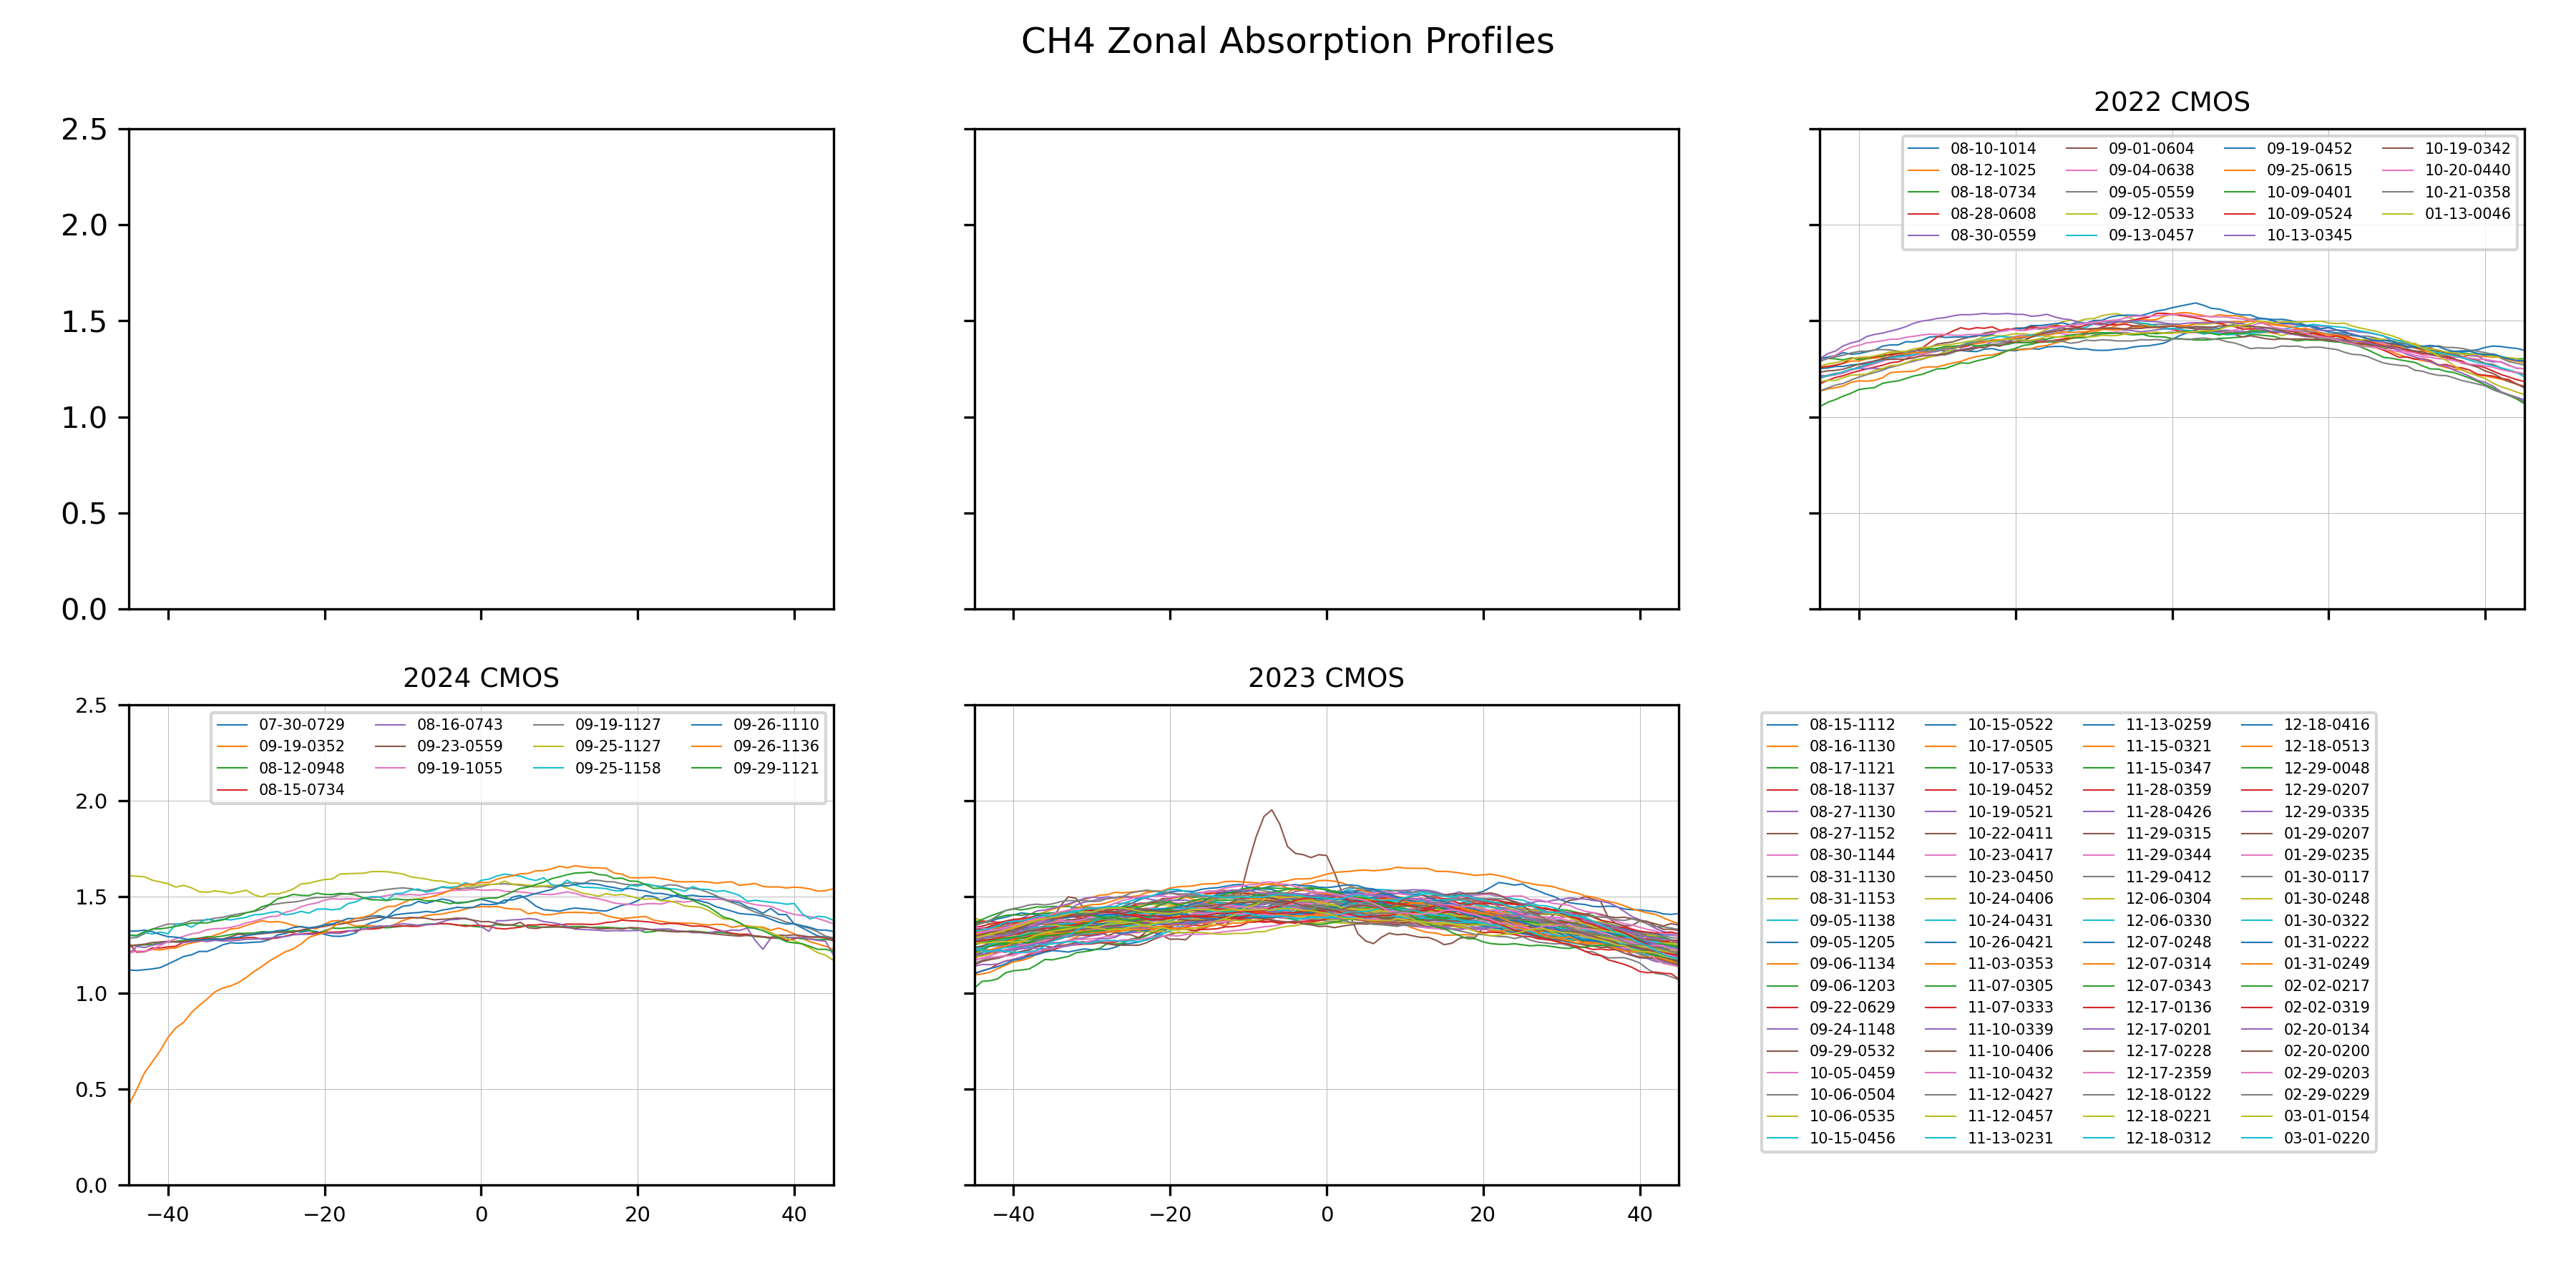 CH4 Zonal Absorption Profiles
2.5
2.0
1.5
1.0
0.5
0.0
2022 CMOS
08-10-1014 09-01-0604 09-19-0452 10-19-0342
08-12-1025 09-04-0638 09-25-0615 10-20-0440
08-18-0734 09-05-0559 10-09-0401 10-21-0358
08-28-0608 09-12-0533 10-09-0524 01-13-0046
08-30-0559 09-13-0457 10-13-0345
2024 CMOS
2.5
2.0
1.5
1.0
0.5
0.0
07-30-0729 08-16-0743 09-19-1127 09-26-1110
09-19-0352 09-23-0559 09-25-1127 09-26-1136
08-12-0948 09-19-1055 09-25-1158 09-29-1121
08-15-0734
−40 −20 0 20 40
2023 CMOS
−40 −20 0 20 40
08-15-1112 10-15-0522 11-13-0259 12-18-0416
08-16-1130 10-17-0505 11-15-0321 12-18-0513
08-17-1121 10-17-0533 11-15-0347 12-29-0048
08-18-1137 10-19-0452 11-28-0359 12-29-0207
08-27-1130 10-19-0521 11-28-0426 12-29-0335
08-27-1152 10-22-0411 11-29-0315 01-29-0207
08-30-1144 10-23-0417 11-29-0344 01-29-0235
08-31-1130 10-23-0450 11-29-0412 01-30-0117
08-31-1153 10-24-0406 12-06-0304 01-30-0248
09-05-1138 10-24-0431 12-06-0330 01-30-0322
09-05-1205 10-26-0421 12-07-0248 01-31-0222
09-06-1134 11-03-0353 12-07-0314 01-31-0249
09-06-1203 11-07-0305 12-07-0343 02-02-0217
09-22-0629 11-07-0333 12-17-0136 02-02-0319
09-24-1148 11-10-0339 12-17-0201 02-20-0134
09-29-0532 11-10-0406 12-17-0228 02-20-0200
10-05-0459 11-10-0432 12-17-2359 02-29-0203
10-06-0504 11-12-0427 12-18-0122 02-29-0229
10-06-0535 11-12-0457 12-18-0221 03-01-0154
10-15-0456 11-13-0231 12-18-0312 03-01-0220